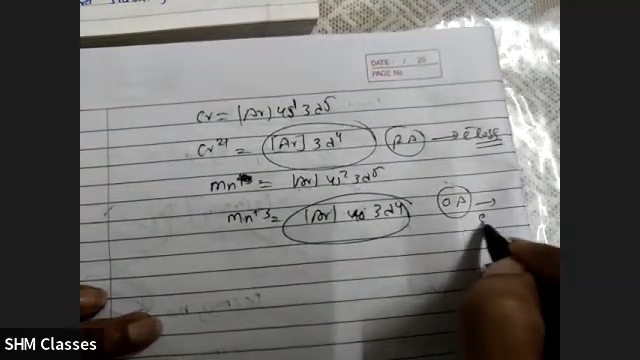 DATE: / 20
PAGE No
Cr = [Ar] 4s¹ 3d⁵
Cr²⁺ = [Ar] 3d⁴ RA → e loss
Mn = [Ar] 4s² 3d⁵
Mn⁺³ = [Ar] 4s⁰ 3d⁴ OA →
e
SHM Classes